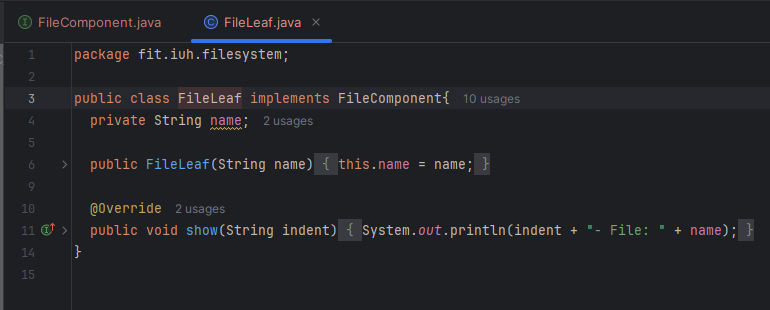 FileComponent.java FileLeaf.java
1 package fit.iuh.filesystem;
2
3 public class FileLeaf implements FileComponent{ 10 usages
4 private String name; 2 usages
5
6 public FileLeaf(String name) { this.name = name; }
9
10 @Override 2 usages
11 public void show(String indent) { System.out.println(indent + "- File: " + name); }
14 }
15